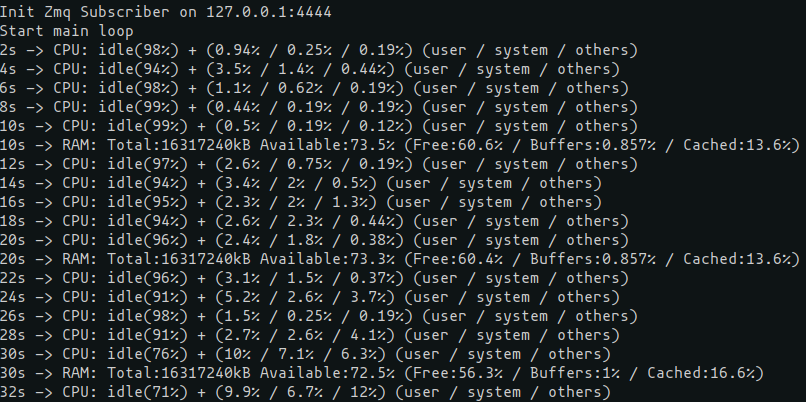 Init Zmq Subscriber on 127.0.0.1:4444
Start main loop
2s -> CPU: idle(98%) + (0.94% / 0.25% / 0.19%) (user / system / others)
4s -> CPU: idle(94%) + (3.5% / 1.4% / 0.44%) (user / system / others)
6s -> CPU: idle(98%) + (1.1% / 0.62% / 0.19%) (user / system / others)
8s -> CPU: idle(99%) + (0.44% / 0.19% / 0.19%) (user / system / others)
10s -> CPU: idle(99%) + (0.5% / 0.19% / 0.12%) (user / system / others)
10s -> RAM: Total:16317240kB Available:73.5% (Free:60.6% / Buffers:0.857% / Cached:13.6%)
12s -> CPU: idle(97%) + (2.6% / 0.75% / 0.19%) (user / system / others)
14s -> CPU: idle(94%) + (3.4% / 2% / 0.5%) (user / system / others)
16s -> CPU: idle(95%) + (2.3% / 2% / 1.3%) (user / system / others)
18s -> CPU: idle(94%) + (2.6% / 2.3% / 0.44%) (user / system / others)
20s -> CPU: idle(96%) + (2.4% / 1.8% / 0.38%) (user / system / others)
20s -> RAM: Total:16317240kB Available:73.3% (Free:60.4% / Buffers:0.857% / Cached:13.6%)
22s -> CPU: idle(96%) + (3.1% / 1.5% / 0.37%) (user / system / others)
24s -> CPU: idle(91%) + (5.2% / 2.6% / 3.7%) (user / system / others)
26s -> CPU: idle(98%) + (1.5% / 0.25% / 0.19%) (user / system / others)
28s -> CPU: idle(91%) + (2.7% / 2.6% / 4.1%) (user / system / others)
30s -> CPU: idle(76%) + (10% / 7.1% / 6.3%) (user / system / others)
30s -> RAM: Total:16317240kB Available:72.5% (Free:56.3% / Buffers:1% / Cached:16.6%)
32s -> CPU: idle(71%) + (9.9% / 6.7% / 12%) (user / system / others)